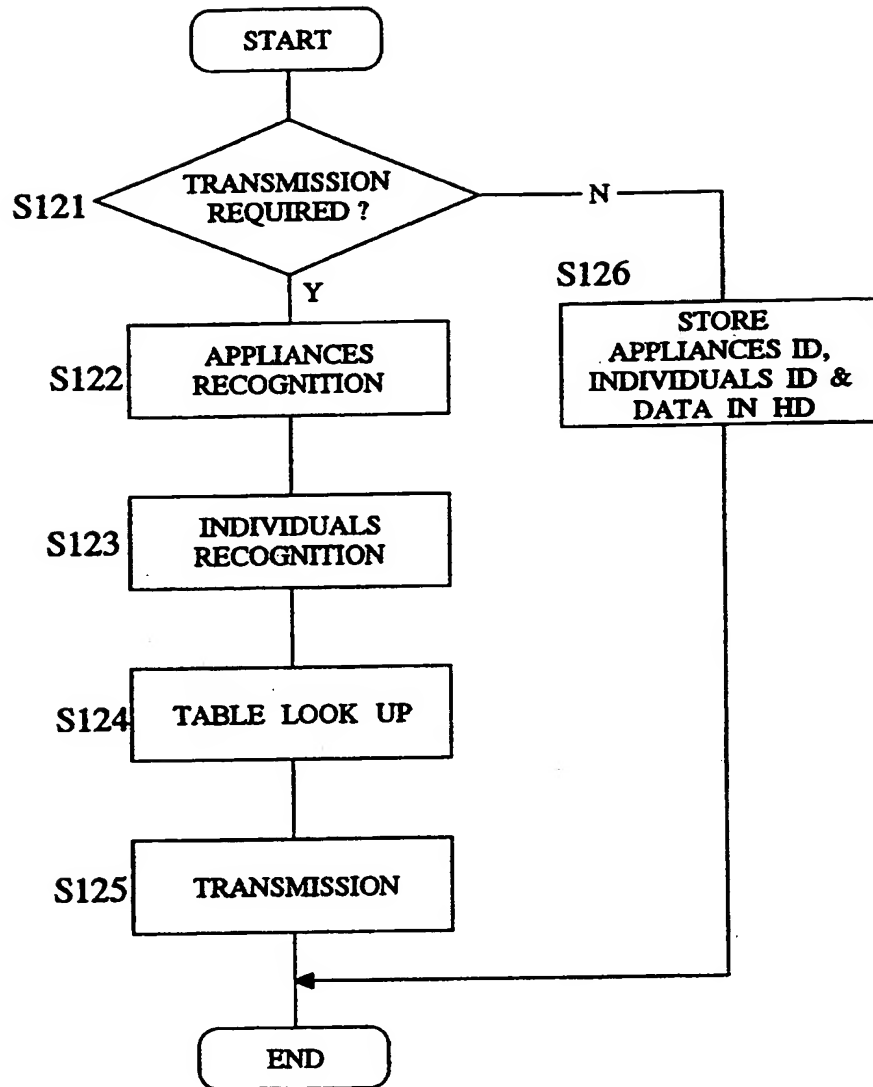 START
S121
TRANSMISSION
REQUIRED ?
N
Y
S126
STORE
APPLIANCES ID,
INDIVIDUALS ID &
DATA IN HD
S122
APPLIANCES
RECOGNITION
S123
INDIVIDUALS
RECOGNITION
S124
TABLE LOOK UP
S125
TRANSMISSION
END